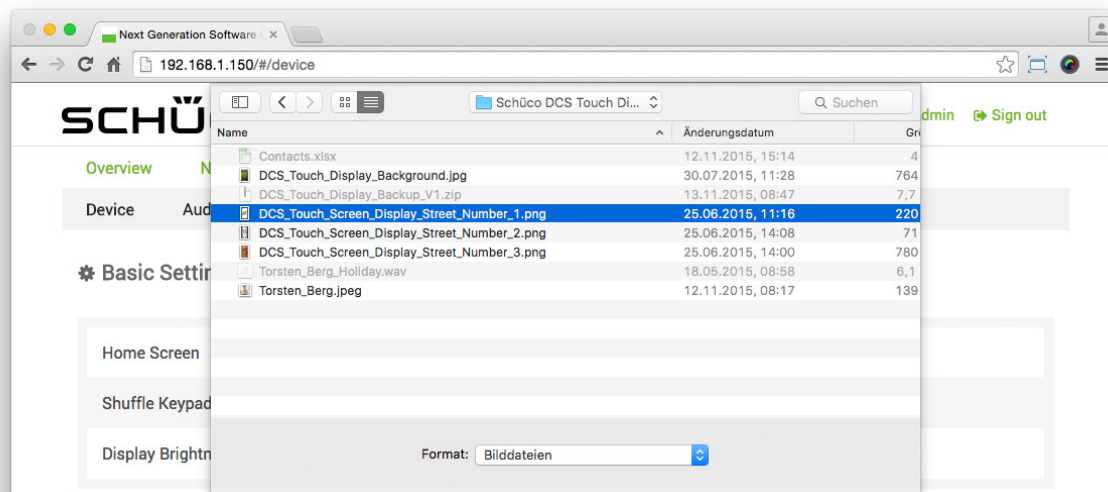 Next Generation Software
192.168.1.150/#/device
SCHÜ
Schüco DCS Touch Di...
Suchen
dmin Sign out
Name Änderungsdatum Gr
Overview N
Contacts.xlsx 12.11.2015, 15:14 4
DCS_Touch_Display_Background.jpg 30.07.2015, 11:28 764
DCS_Touch_Display_Backup_V1.zip 13.11.2015, 08:47 7,7
Device Aud
DCS_Touch_Screen_Display_Street_Number_1.png 25.06.2015, 11:16 220
DCS_Touch_Screen_Display_Street_Number_2.png 25.06.2015, 14:08 71
DCS_Touch_Screen_Display_Street_Number_3.png 25.06.2015, 14:00 780
Basic Settin
Torsten_Berg_Holiday.wav 18.05.2015, 08:58 6,1
Torsten_Berg.jpeg 12.11.2015, 08:17 139
Home Screen
Shuffle Keypad
Display Brightn
Format: Bilddateien